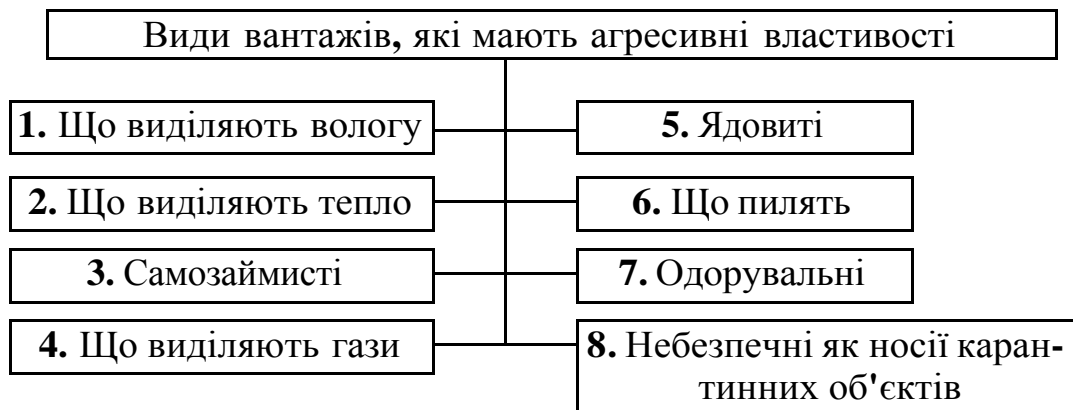 Види вантажів, які мають агресивні властивості
1. Що виділяють вологу
2. Що виділяють тепло
3. Самозаймисті
4. Що виділяють гази
5. Ядовиті
6. Що пилять
7. Одорувальні
8. Небезпечні як носії каран-
тинних об'єктів